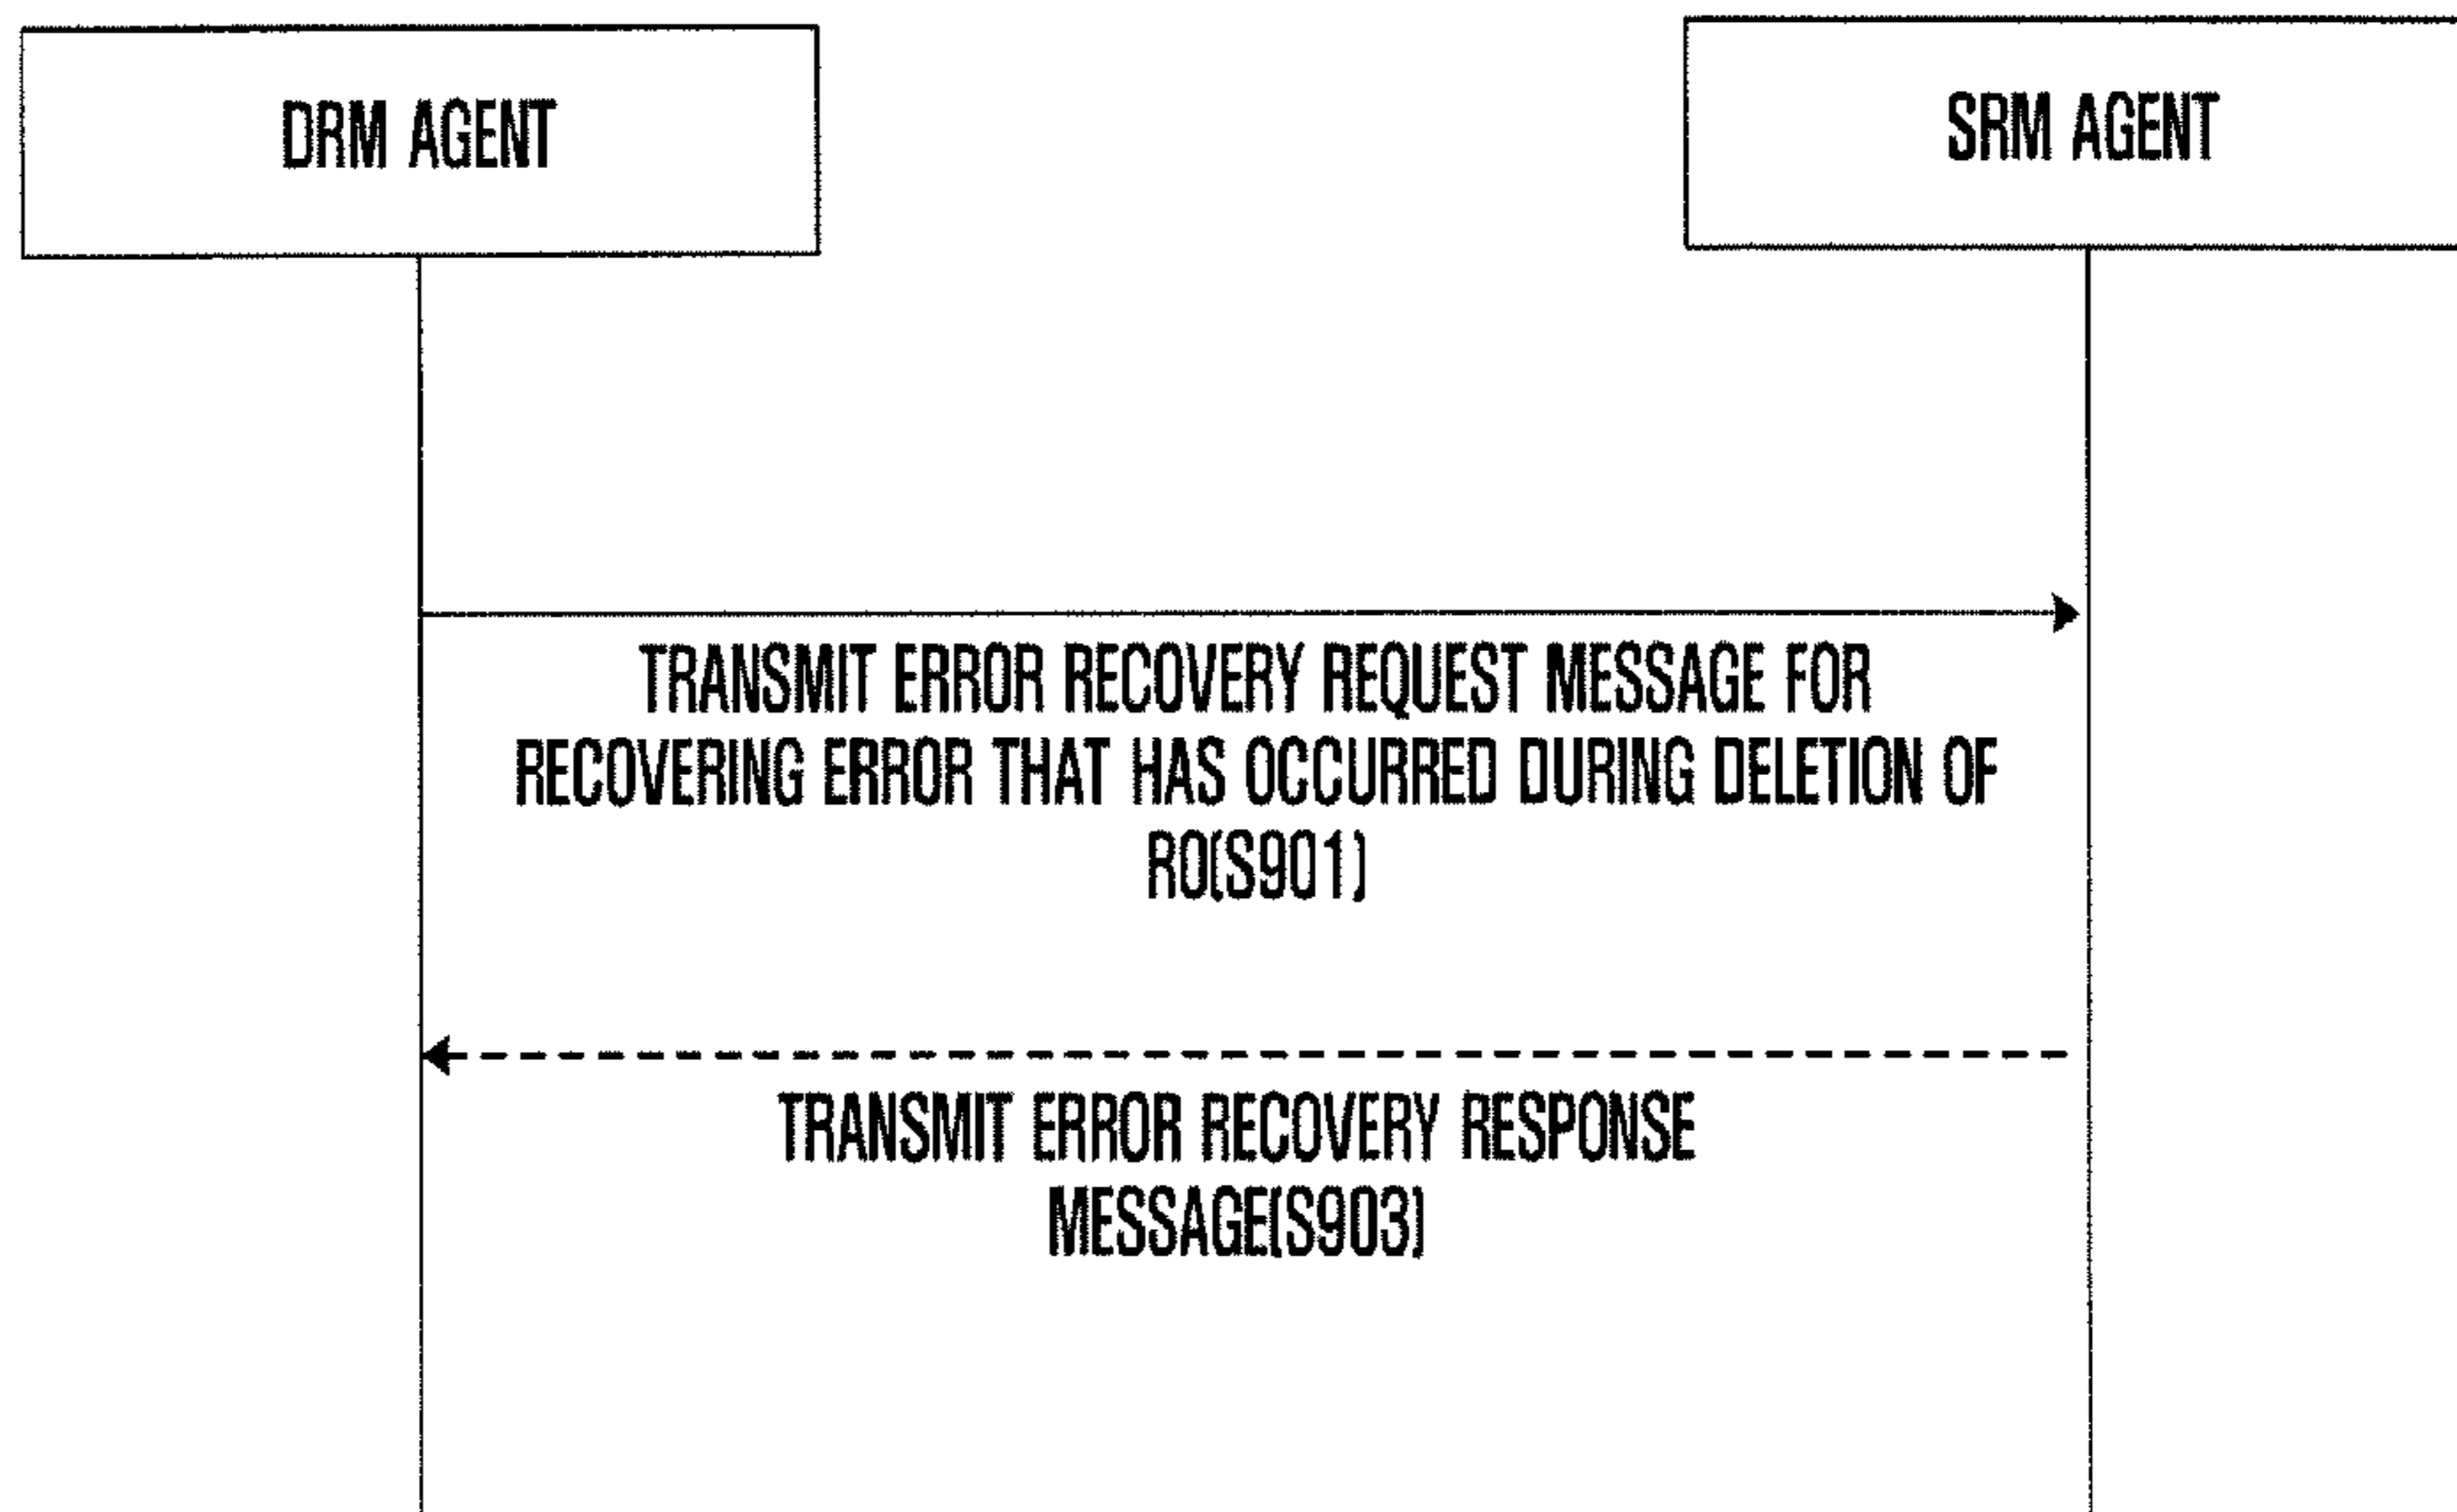 DRM AGENT
SRM AGENT
TRANSMIT ERROR RECOVERY REQUEST MESSAGE FOR
RECOVERING ERROR THAT HAS OCCURRED DURING DELETION OF
RO(S901)
TRANSMIT ERROR RECOVERY RESPONSE
MESSAGE(S903)